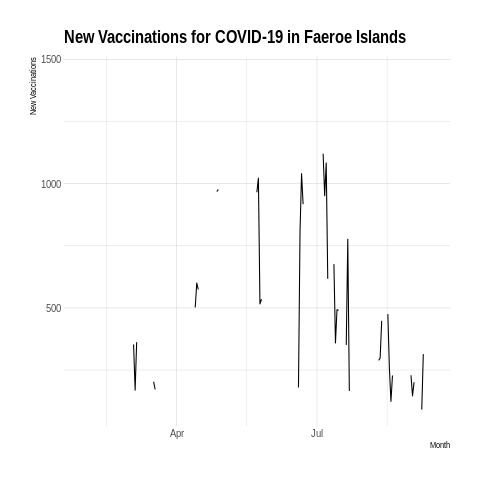 New Vaccinations for COVID-19 in Faeroe Islands
New Vaccinations
1500
1000
500
Apr
Jul
Month